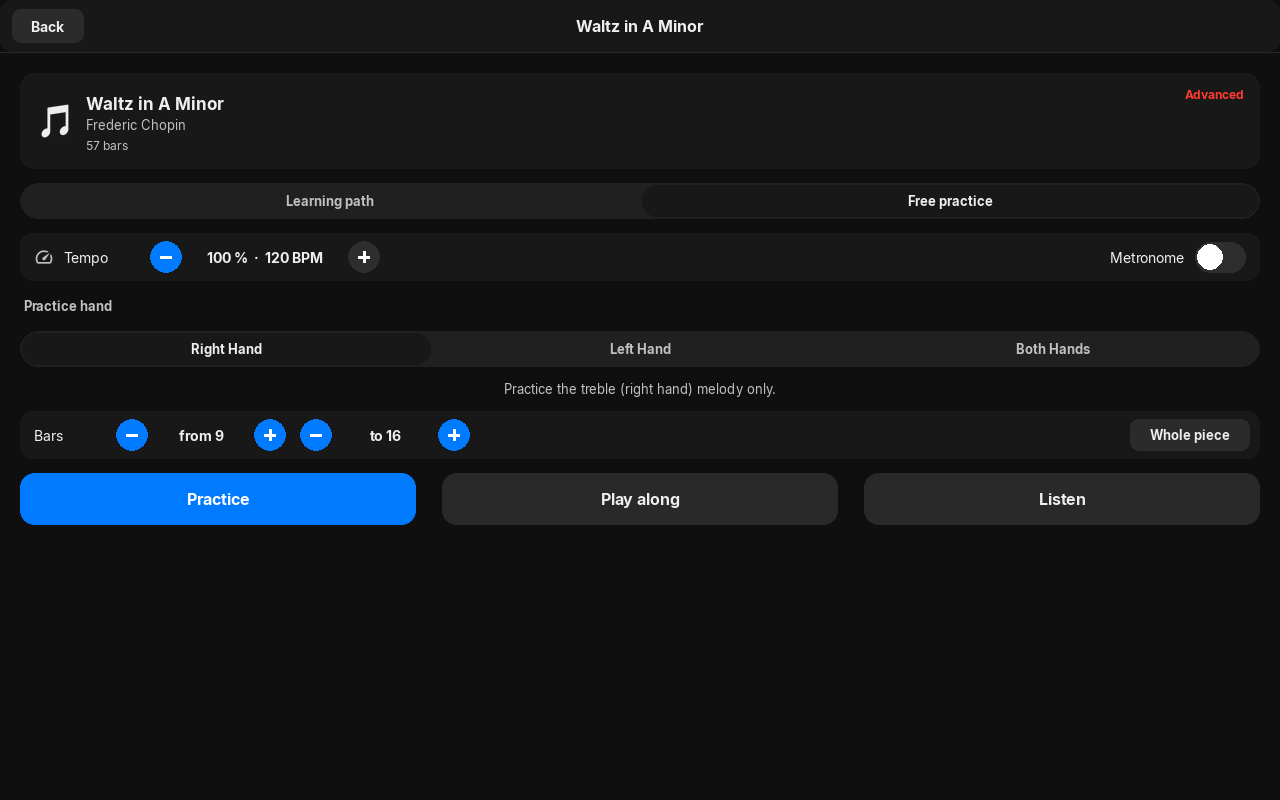 Back
Waltz in A Minor
Waltz in A Minor
Advanced
Frederic Chopin
57 bars
Learning path
Free practice
Tempo
100 % · 120 BPM
Metronome
Practice hand
Right Hand
Left Hand
Both Hands
Practice the treble (right hand) melody only.
Bars
from 9
to 16
Whole piece
Practice
Play along
Listen